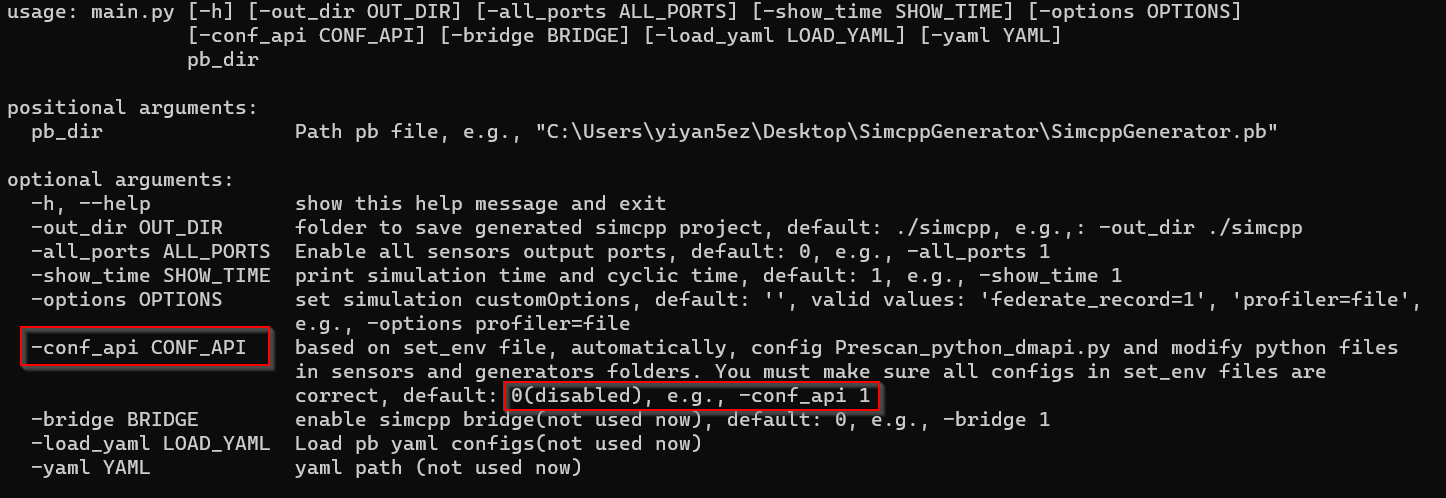 usage: main.py [-h] [-out_dir OUT_DIR] [-all_ports ALL_PORTS] [-show_time SHOW_TIME] [-options OPTIONS]
[-conf_api CONF_API] [-bridge BRIDGE] [-load_yaml LOAD_YAML] [-yaml YAML]
pb_dir
positional arguments:
pb_dir Path pb file, e.g., "C:\Users\yiyan5ez\Desktop\SimcppGenerator\SimcppGenerator.pb"
optional arguments:
-h, --help show this help message and exit
-out_dir OUT_DIR folder to save generated simcpp project, default: ./simcpp, e.g.,: -out_dir ./simcpp
-all_ports ALL_PORTS Enable all sensors output ports, default: 0, e.g., -all_ports 1
-show_time SHOW_TIME print simulation time and cyclic time, default: 1, e.g., -show_time 1
-options OPTIONS set simulation customOptions, default: '', valid values: 'federate_record=1', 'profiler=file',
e.g., -options profiler=file
-conf_api CONF_API based on set_env file, automatically, config Prescan_python_dmapi.py and modify python files
in sensors and generators folders. You must make sure all configs in set_env files are
correct, default: 0(disabled), e.g., -conf_api 1
-bridge BRIDGE enable simcpp bridge(not used now), default: 0, e.g., -bridge 1
-load_yaml LOAD_YAML Load pb yaml configs(not used now)
-yaml YAML yaml path (not used now)